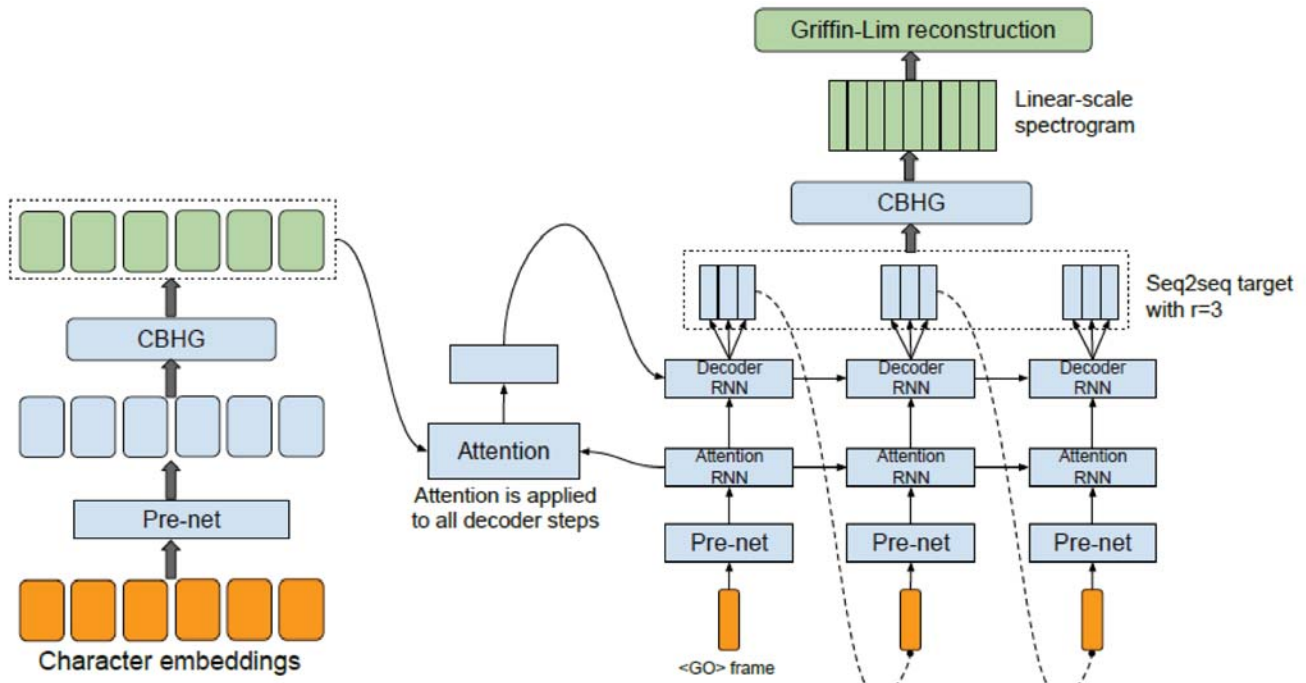 Griffin-Lim reconstruction
Linear-scale
spectrogram
CBHG
Seq2seq target
with r=3
CBHG
Decoder
RNN
Decoder
RNN
Decoder
RNN
Attention
Attention
RNN
Attention
RNN
Attention
RNN
Attention is applied
to all decoder steps
Pre-net
Pre-net
Pre-net
Pre-net
Character embeddings
<GO> frame